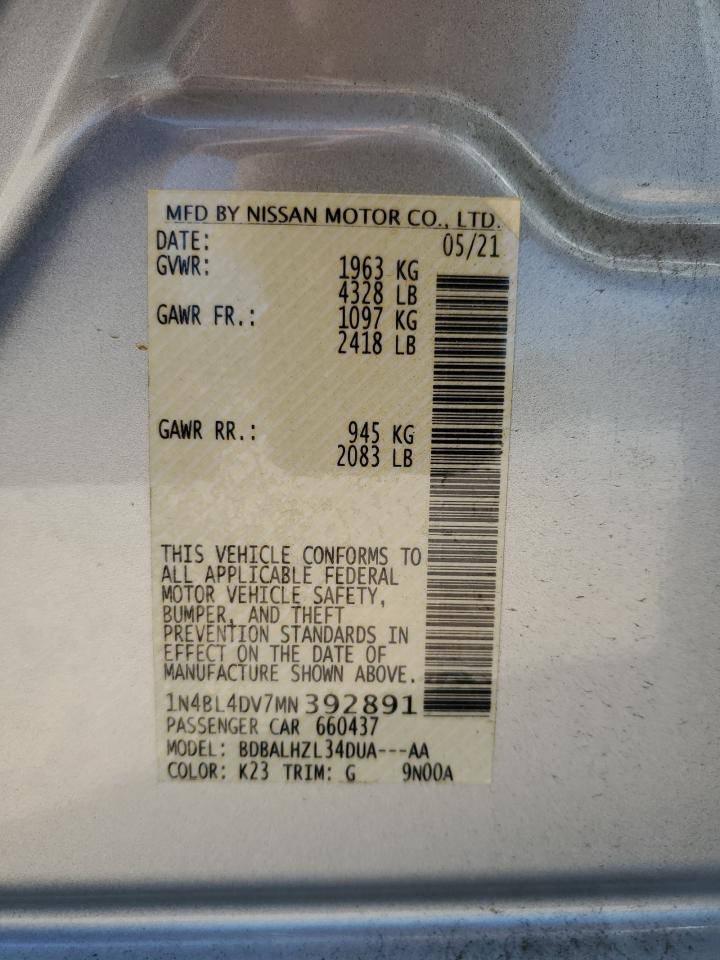 MFD BY NISSAN MOTOR CO., LTD.
DATE: 05/21
GVWR: 1963 KG
4328 LB
GAWR FR.: 1097 KG
2418 LB
GAWR RR.: 945 KG
2083 LB
THIS VEHICLE CONFORMS TO
ALL APPLICABLE FEDERAL
MOTOR VEHICLE SAFETY,
BUMPER, AND THEFT
PREVENTION STANDARDS IN
EFFECT ON THE DATE OF
MANUFACTURE SHOWN ABOVE.
1N4BL4DV7MN392891
PASSENGER CAR 660437
MODEL: BDBALHZL34DUA---AA
COLOR: K23 TRIM: G 9N00A